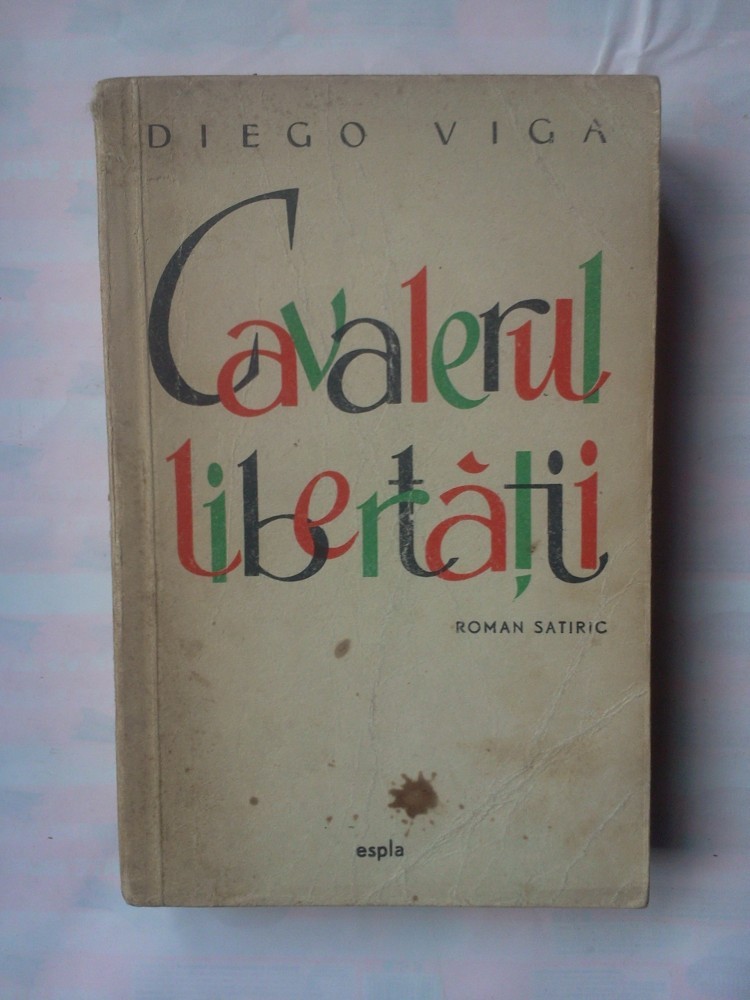 DIEGO VIGA
Cavalerul
libertății
ROMAN SATIRIC
espla